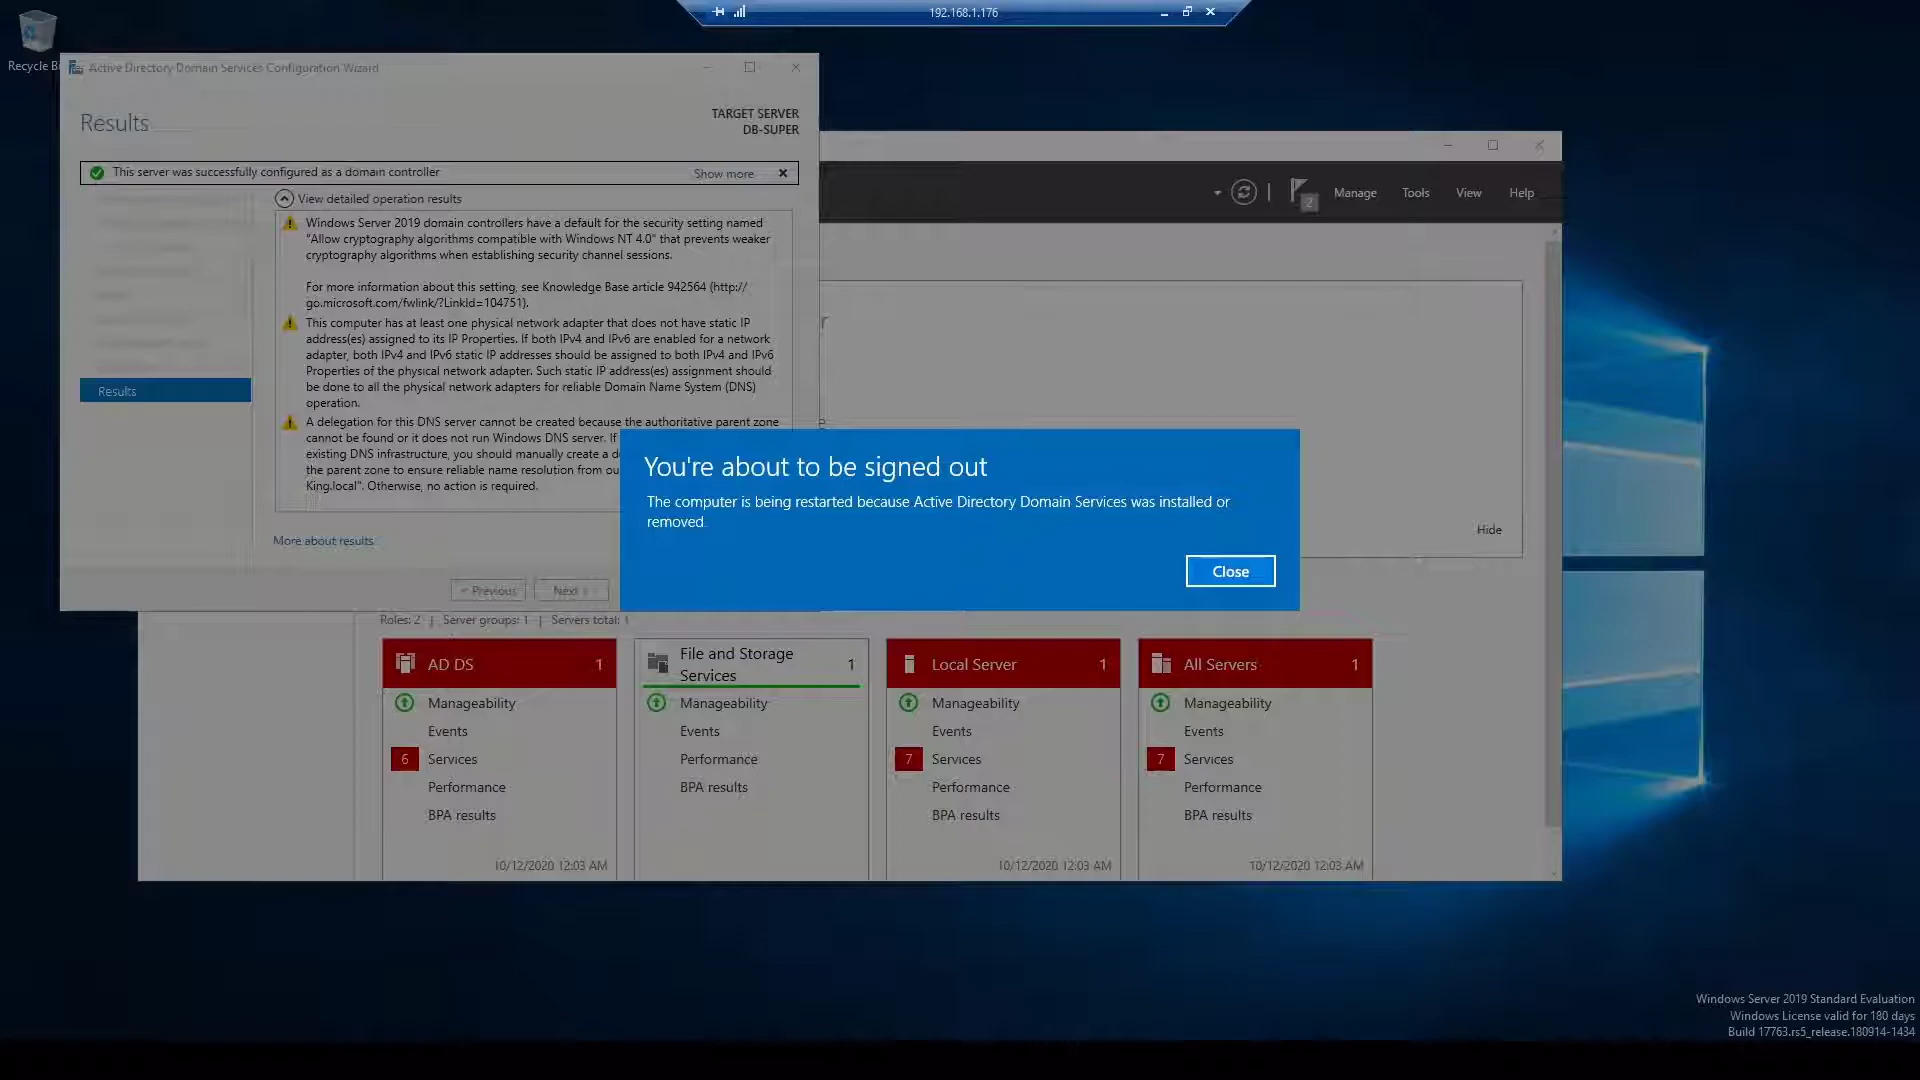 192.168.1.176
Recycle Bi
Active Directory Domain Services Configuration Wizard
Results
TARGET SERVER
DB-SUPER
This server was successfully configured as a domain controller
Show more
View detailed operation results
Windows Server 2019 domain controllers have a default for the security setting named
"Allow cryptography algorithms compatible with Windows NT 4.0" that prevents weaker
cryptography algorithms when establishing security channel sessions.
For more information about this setting, see Knowledge Base article 942564 (http://
go.microsoft.com/fwlink/?LinkId=104751).
This computer has at least one physical network adapter that does not have static IP
address(es) assigned to its IP Properties. If both IPv4 and IPv6 are enabled for a network
adapter, both IPv4 and IPv6 static IP addresses should be assigned to both IPv4 and IPv6
Properties of the physical network adapter. Such static IP address(es) assignment should
be done to all the physical network adapters for reliable Domain Name System (DNS)
operation.
A delegation for this DNS server cannot be created because the authoritative parent zone
cannot be found or it does not run Windows DNS server. If
existing DNS infrastructure, you should manually create a d
the parent zone to ensure reliable name resolution from ou
King.local". Otherwise, no action is required.
Results
More about results
< Previous
Next
2
Manage
Tools
View
Help
You're about to be signed out
The computer is being restarted because Active Directory Domain Services was installed or
removed.
Close
Hide
Roles: 2 | Server groups: 1 | Servers total: 1
AD DS 1
Manageability
Events
6 Services
Performance
BPA results
10/12/2020 12:03 AM
File and Storage
Services 1
Manageability
Events
Performance
BPA results
Local Server 1
Manageability
Events
7 Services
Performance
BPA results
10/12/2020 12:03 AM
All Servers 1
Manageability
Events
7 Services
Performance
BPA results
10/12/2020 12:03 AM
Windows Server 2019 Standard Evaluation
Windows License valid for 180 days
Build 17763.rs5_release.180914-1434